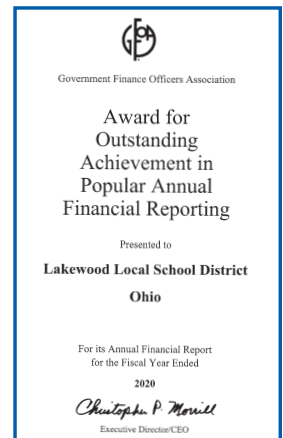 GFOA
Government Finance Officers Association
Award for
Outstanding
Achievement in
Popular Annual
Financial Reporting
Presented to
Lakewood Local School District
Ohio
For its Annual Financial Report
for the Fiscal Year Ended
2020
Christopher P. Morrill
Executive Director/CEO